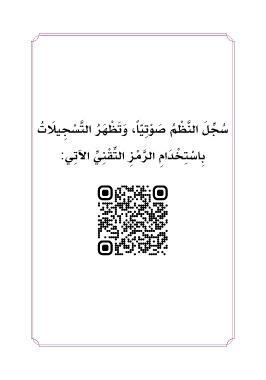 سُجِّلَ النَّظْمُ صَوْتِيّاً، وَتَظْهَرُ التَّسْجِيلَاتُ
بِاسْتِخْدَامِ الرَّمْزِ التِّقْنِيِّ الآتِي: